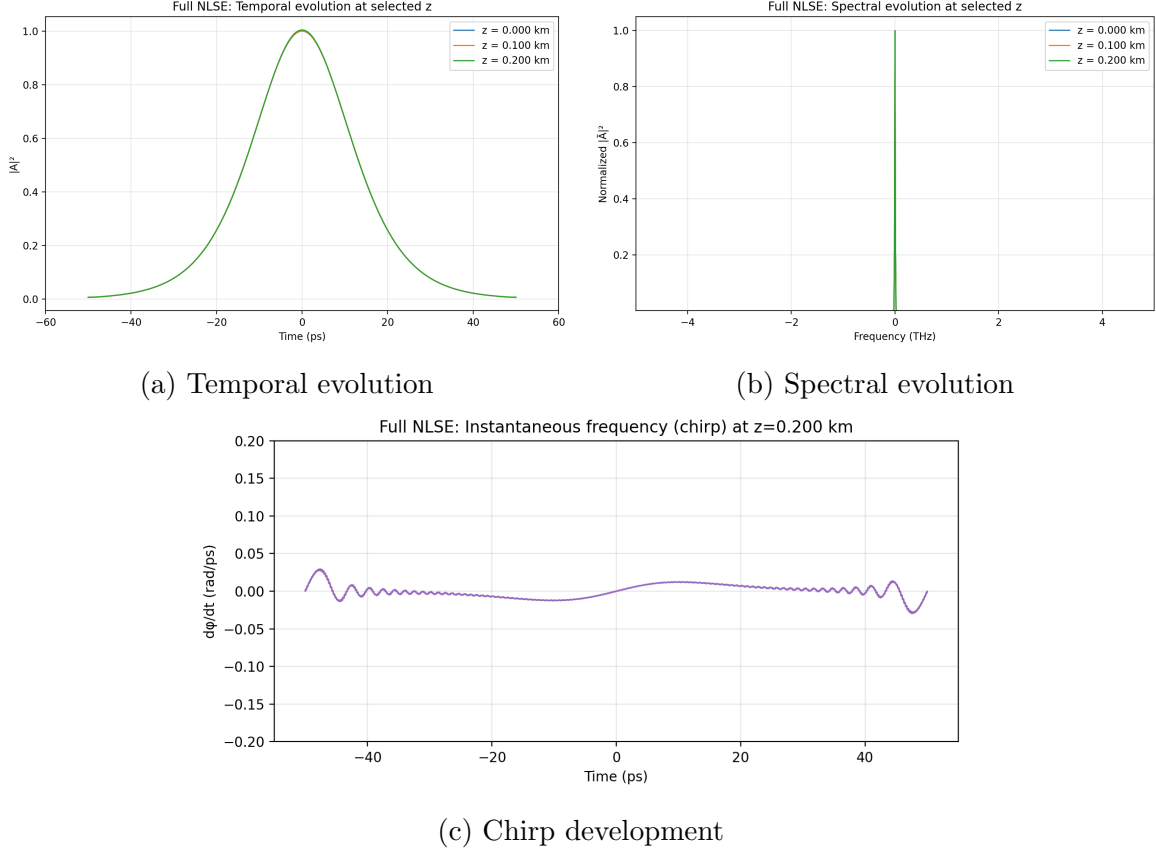 Full NLSE: Temporal evolution at selected z
1.0
0.8
0.6
0.4
0.2
0.0
|A|²
z = 0.000 km
z = 0.100 km
z = 0.200 km
−60 −40 −20 0 20 40 60
Time (ps)
(a) Temporal evolution
Full NLSE: Spectral evolution at selected z
1.0
0.8
0.6
0.4
0.2
Normalized |Ã|²
z = 0.000 km
z = 0.100 km
z = 0.200 km
−4 −2 0 2 4
Frequency (THz)
(b) Spectral evolution
Full NLSE: Instantaneous frequency (chirp) at z=0.200 km
0.20
0.15
0.10
0.05
0.00
−0.05
−0.10
−0.15
−0.20
dφ/dt (rad/ps)
−40 −20 0 20 40
Time (ps)
(c) Chirp development